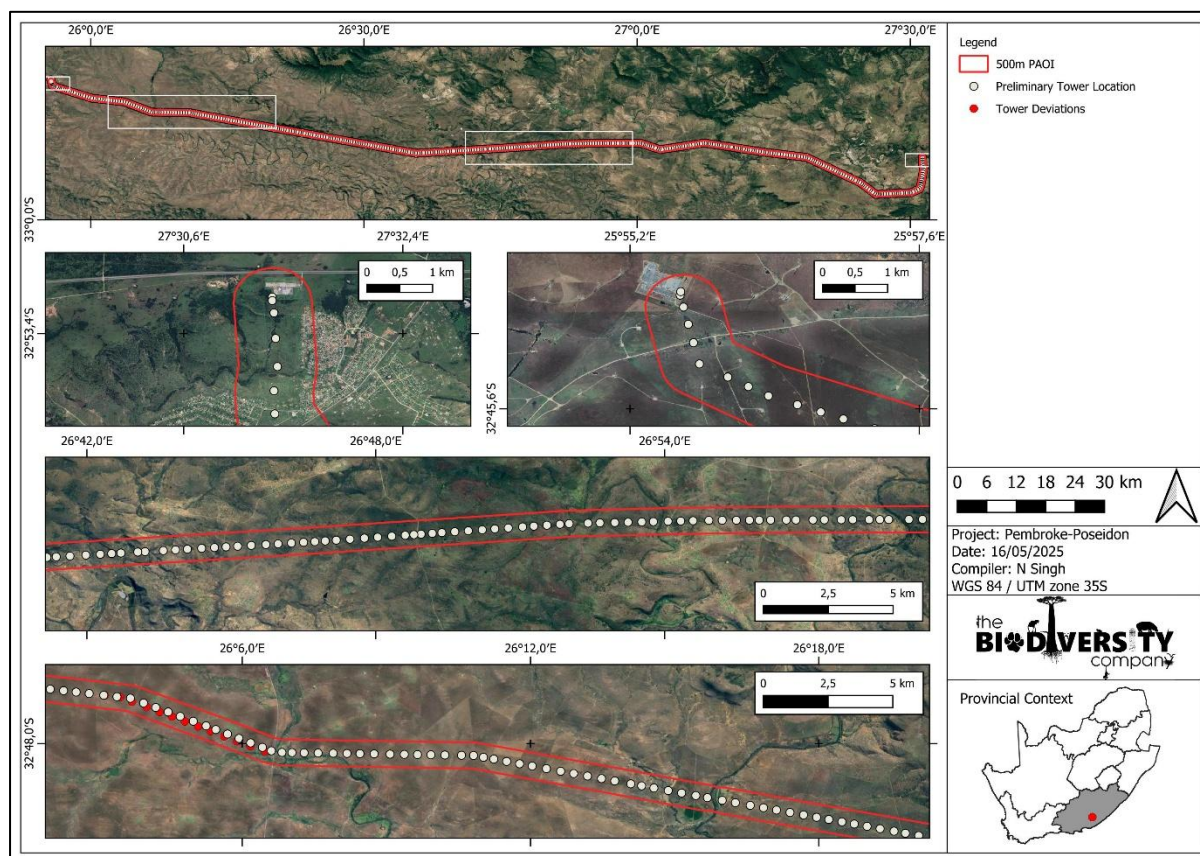 26°0,0'E 26°30,0'E 27°0,0'E 27°30,0'E
33°0,0'S
27°30,6'E 27°32,4'E 25°55,2'E 25°57,6'E
0 0,5 1 km
0 0,5 1 km
32°53,4'S
32°45,6'S
26°42,0'E 26°48,0'E 26°54,0'E
0 2,5 5 km
26°6,0'E 26°12,0'E 26°18,0'E
0 2,5 5 km
32°48,0'S
Legend
500m PAOI
Preliminary Tower Location
Tower Deviations
0 6 12 18 24 30 km
Project: Pembroke-Poseidon
Date: 16/05/2025
Compiler: N Singh
WGS 84 / UTM zone 35S
the
BIODIVERSITY
company
Provincial Context